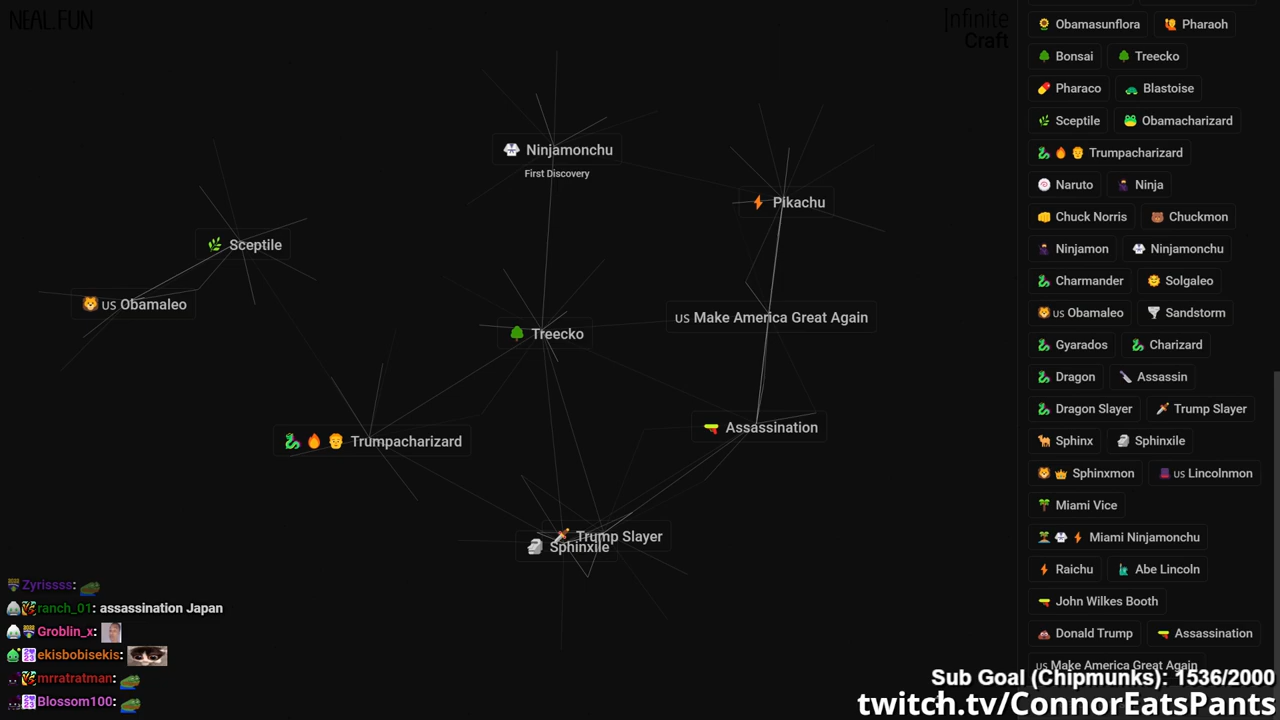 NEAL.FUN
Infinite
Craft
Ninjamonchu
First Discovery
Pikachu
Sceptile
US Obamaleo
Treecko
US Make America Great Again
Trumpacharizard
Assassination
Trump Slayer
Sphinxile
Zyrissss:
ranch_01: assassination Japan
Groblin_x:
ekisbobisekis:
mrratratman:
Blossom100:
Obamasunflora Pharaoh
Bonsai Treecko
Pharaco Blastoise
Sceptile Obamacharizard
Trumpacharizard
Naruto Ninja
Chuck Norris Chuckmon
Ninjamon Ninjamonchu
Charmander Solgaleo
US Obamaleo Sandstorm
Gyarados Charizard
Dragon Assassin
Dragon Slayer Trump Slayer
Sphinx Sphinxile
Sphinxmon US Lincolnmon
Miami Vice
Miami Ninjamonchu
Raichu Abe Lincoln
John Wilkes Booth
Donald Trump Assassination
US Make America Great Again
Sub Goal (Chipmunks): 1536/2000
twitch.tv/ConnorEatsPants